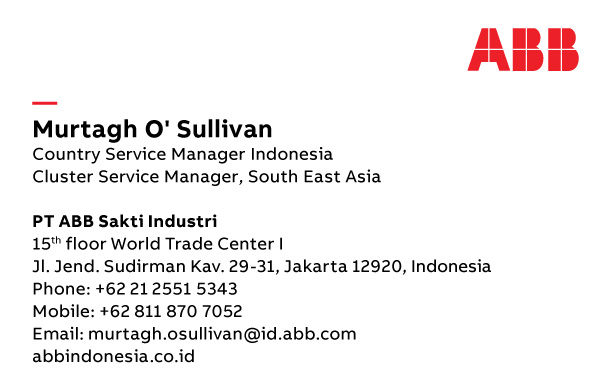 ABB
Murtagh O' Sullivan
Country Service Manager Indonesia
Cluster Service Manager, South East Asia
PT ABB Sakti Industri
15th floor World Trade Center I
Jl. Jend. Sudirman Kav. 29-31, Jakarta 12920, Indonesia
Phone: +62 21 2551 5343
Mobile: +62 811 870 7052
Email: murtagh.osullivan@id.abb.com
abbindonesia.co.id